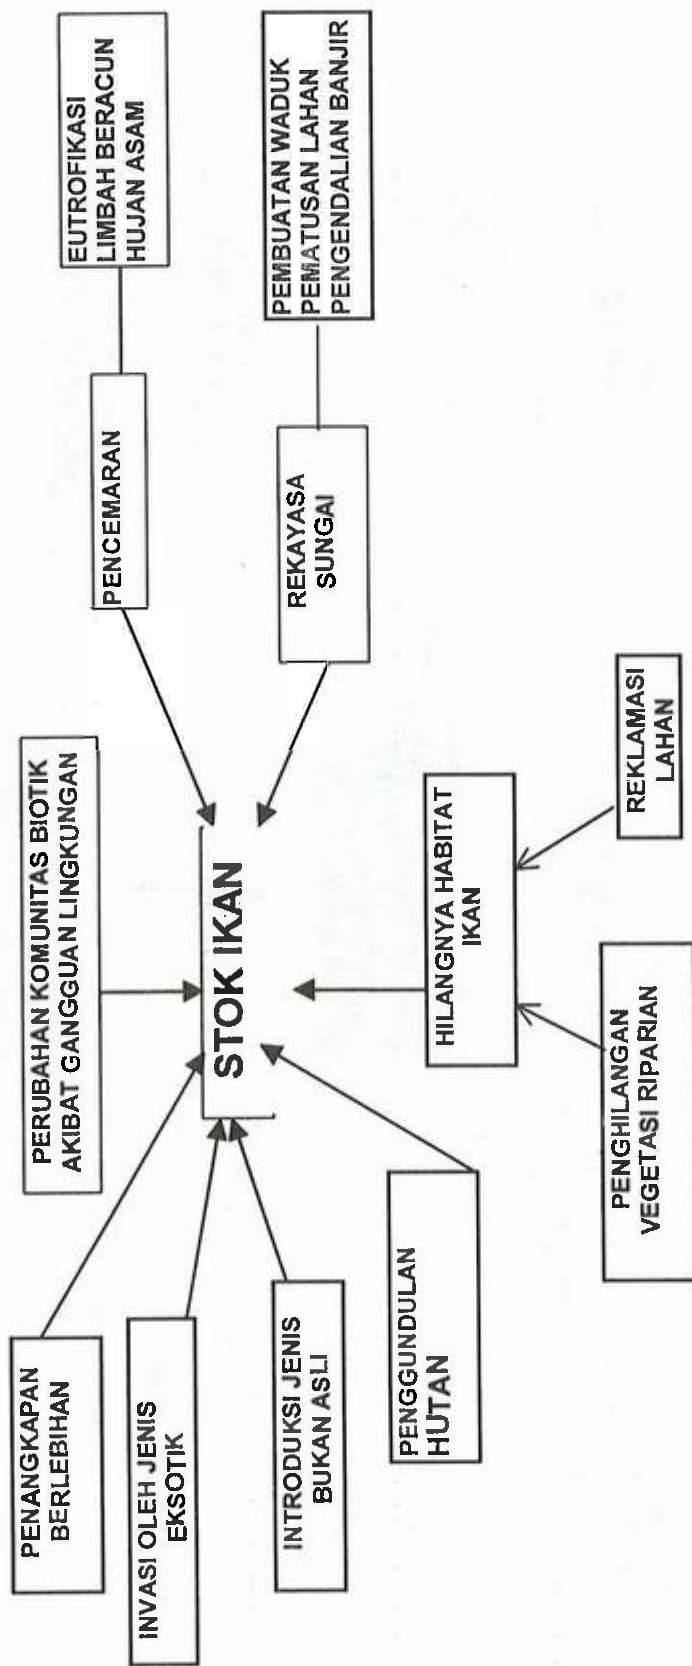 PENANGKAPAN
BERLEBIHAN
PERUBAHAN KOMUNITAS BIOTIK
AKIBAT GANGGUAN LINGKUNGAN
PENCEMARAN
EUTROFIKASI
LIMBAH BERACUN
HUJAN ASAM
INVASI OLEH JENIS
EKSOTIK
STOK IKAN
INTRODUKSI JENIS
BUKAN ASLI
REKAYASA
SUNGAI
PEMBUATAN WADUK
PEMATUSAN LAHAN
PENGENDALIAN BANJIR
PENGGUNDULAN
HUTAN
HILANGNYA HABITAT
IKAN
PENGHILANGAN
VEGETASI RIPARIAN
REKLAMASI
LAHAN